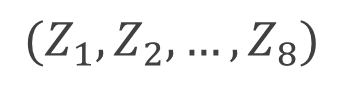 (Z₁, Z₂, … , Z₈)